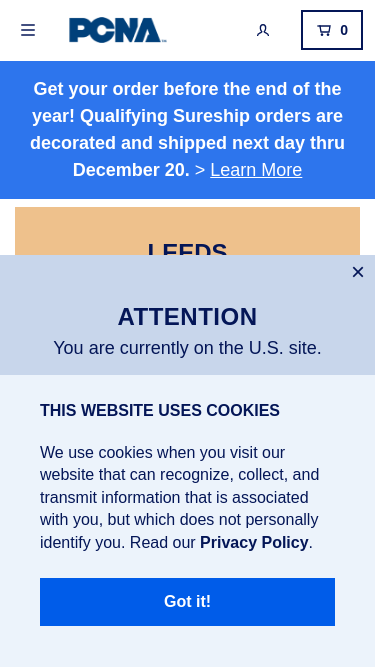 PCNA
0
Get your order before the end of the
year! Qualifying Sureship orders are
decorated and shipped next day thru
December 20. > Learn More
LEEDS
×
ATTENTION
You are currently on the U.S. site.
THIS WEBSITE USES COOKIES
We use cookies when you visit our
website that can recognize, collect, and
transmit information that is associated
with you, but which does not personally
identify you. Read our Privacy Policy.
Got it!